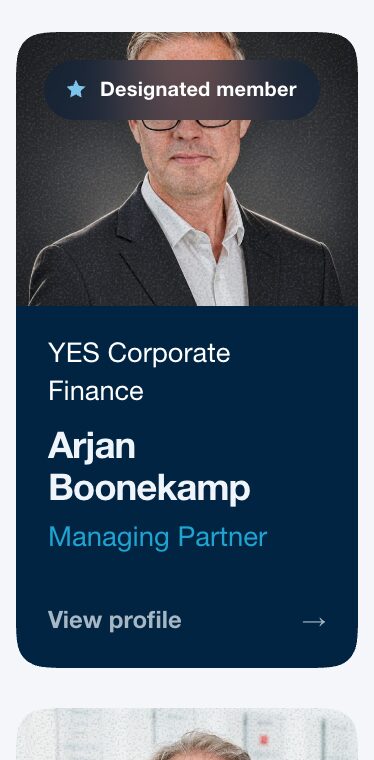 Designated member
YES Corporate
Finance
Arjan
Boonekamp
Managing Partner
View profile →